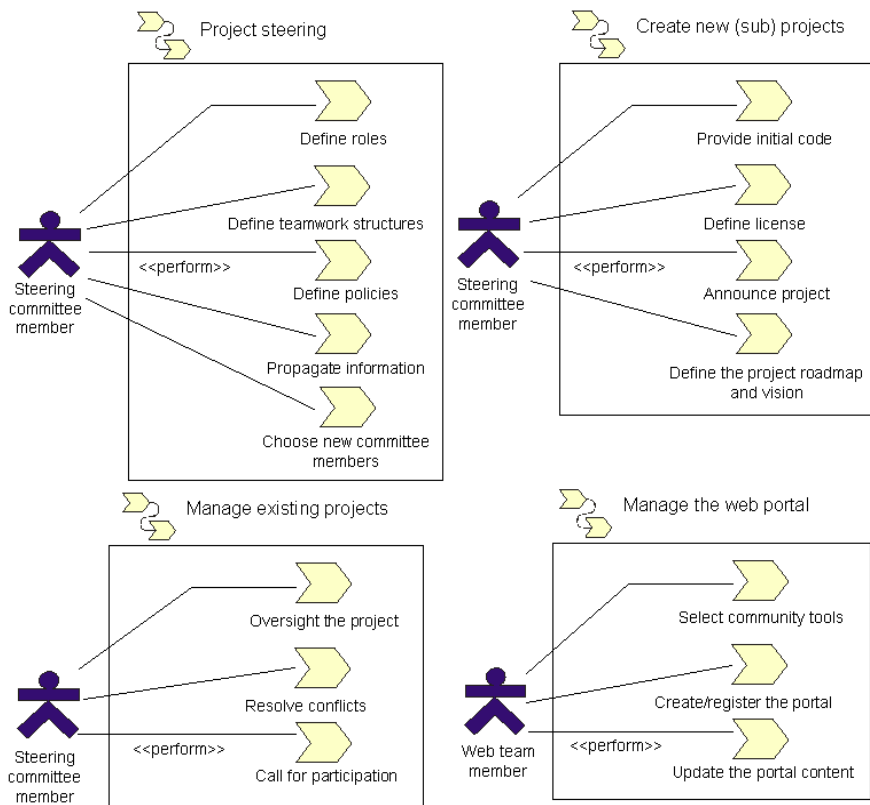 Project steering
Define roles
Define teamwork structures
<<perform>>
Define policies
Steering
committee
member
Propagate information
Choose new committee
members
Create new (sub) projects
Provide initial code
Define license
<<perform>>
Announce project
Steering
committee
member
Define the project roadmap
and vision
Manage existing projects
Oversight the project
Resolve conflicts
Steering
committee
member
<<perform>>
Call for participation
Manage the web portal
Select community tools
Create/register the portal
Web team
member
<<perform>>
Update the portal content